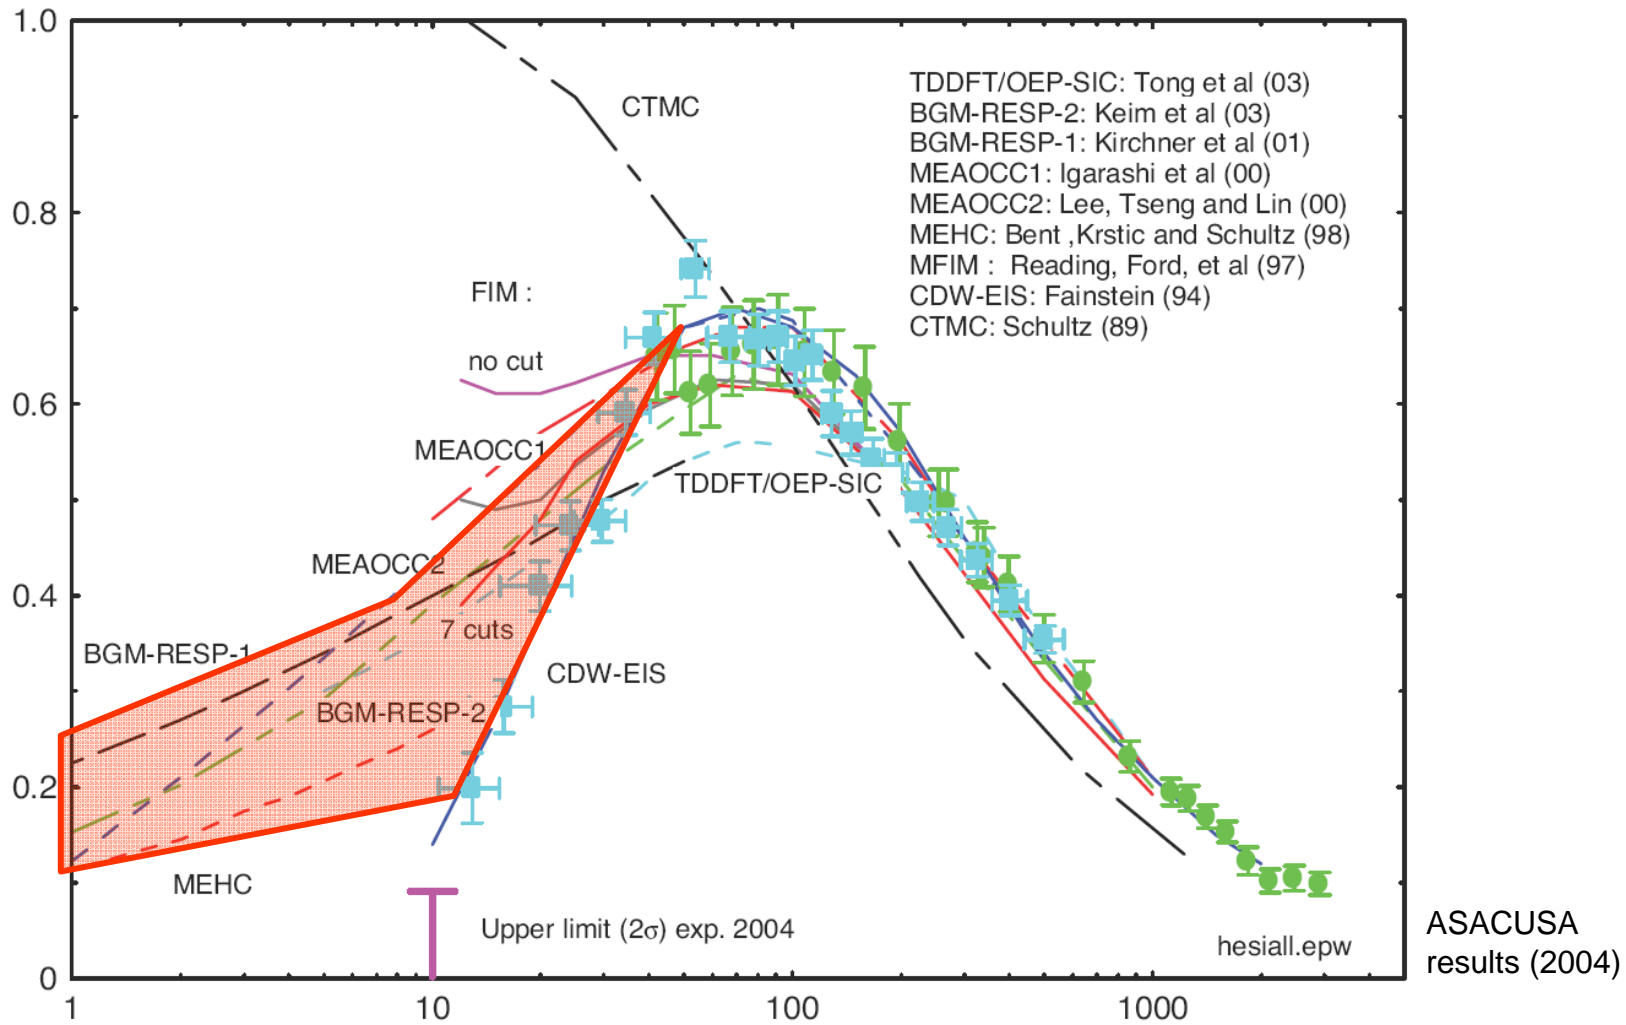 1.0
0.8
0.6
0.4
0.2
0
1
10
100
1000
CTMC
TDDFT/OEP-SIC: Tong et al (03)
BGM-RESP-2: Keim et al (03)
BGM-RESP-1: Kirchner et al (01)
MEAOCC1: Igarashi et al (00)
MEAOCC2: Lee, Tseng and Lin (00)
MEHC: Bent ,Krstic and Schultz (98)
MFIM : Reading, Ford, et al (97)
CDW-EIS: Fainstein (94)
CTMC: Schultz (89)
FIM :
no cut
MEAOCC1
TDDFT/OEP-SIC
MEAOCC2
7 cuts
BGM-RESP-1
CDW-EIS
BGM-RESP-2
MEHC
Upper limit (2σ) exp. 2004
hesiall.epw
ASACUSA
results (2004)